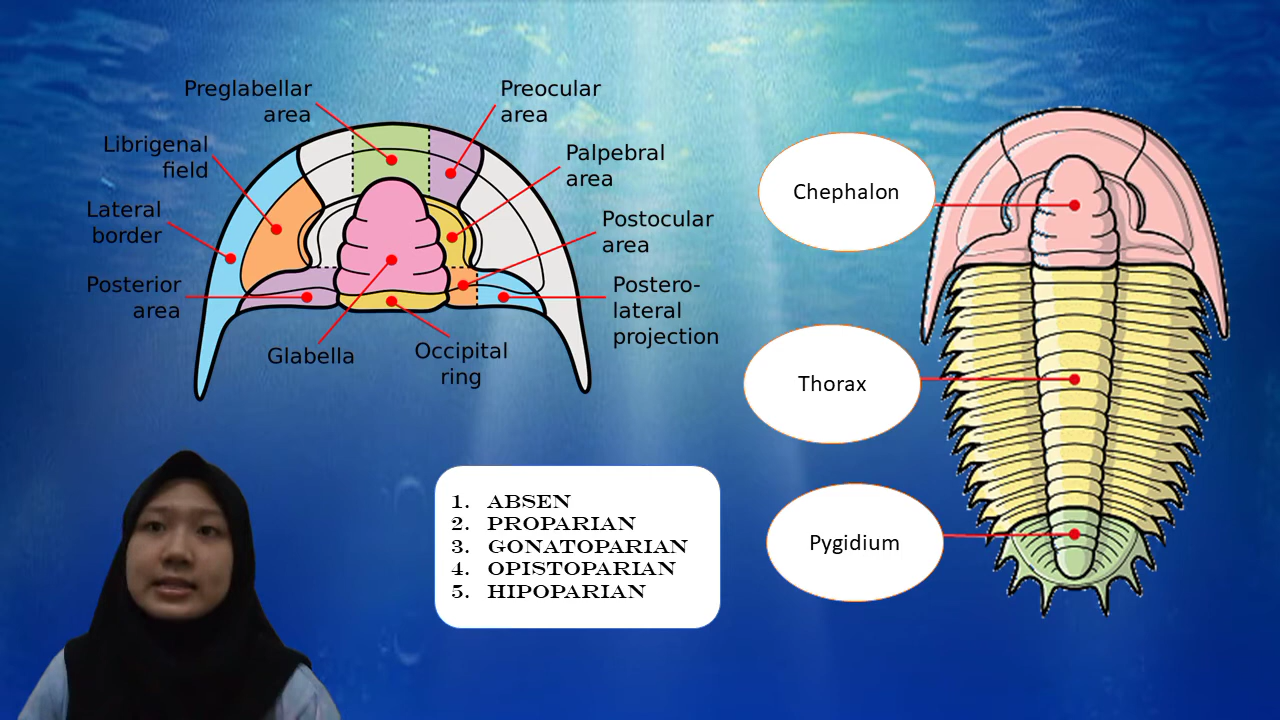 Preglabellar
area
Preocular
area
Librigenal
field
Palpebral
area
Lateral
border
Postocular
area
Posterior
area
Postero-
lateral
projection
Glabella
Occipital
ring
Chephalon
Thorax
Pygidium
1. ABSEN
2. PROPARIAN
3. GONATOPARIAN
4. OPISTOPARIAN
5. HIPOPARIAN